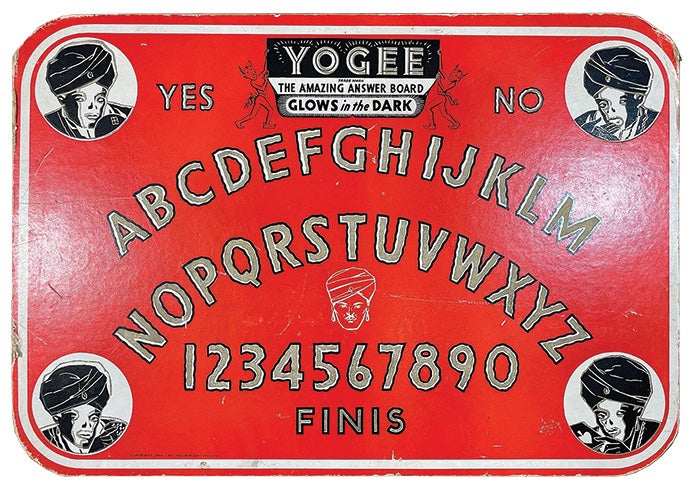 YOGEE
TRADE MARK
THE AMAZING ANSWER BOARD
GLOWS in the DARK
YES
NO
ABCDEFGHIJKLM
NOPQRSTUVWXYZ
1234567890
FINIS